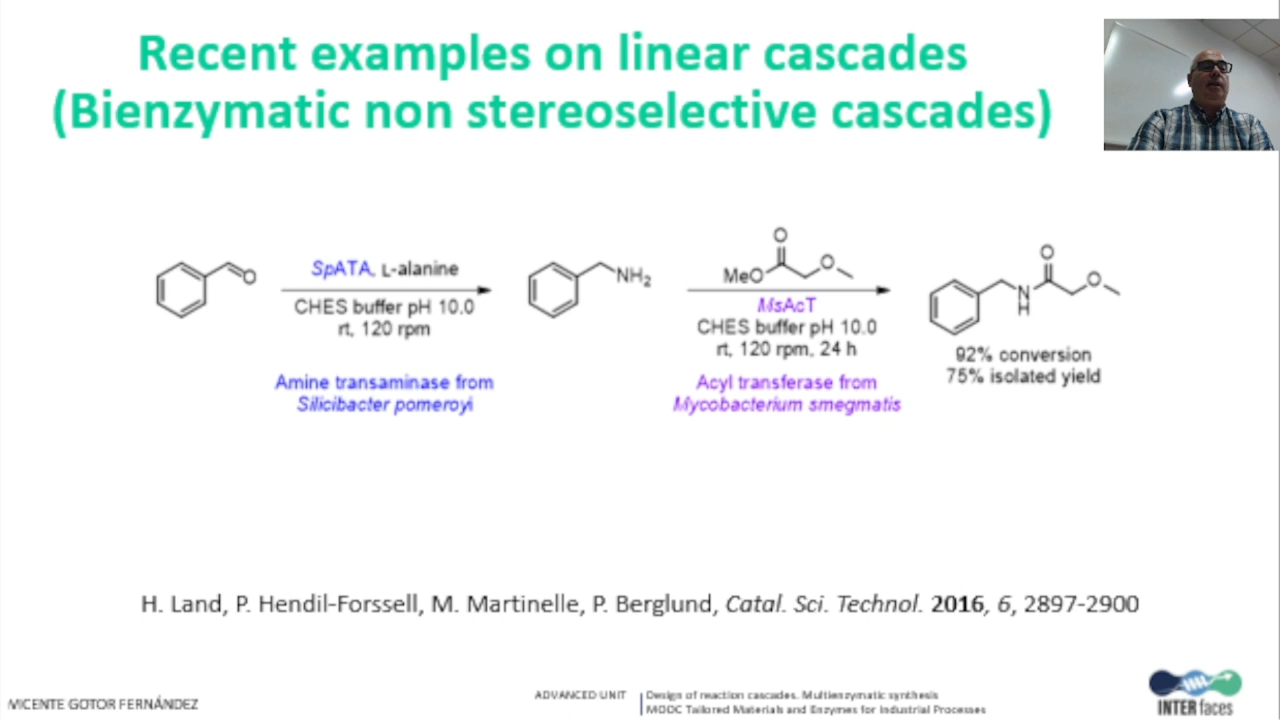 Recent examples on linear cascades
(Bienzymatic non stereoselective cascades)
O
SpATA, L-alanine
CHES buffer pH 10.0
rt, 120 rpm
Amine transaminase from
Silicibacter pomeroyi
NH2
O
MeO
O
MsAcT
CHES buffer pH 10.0
rt, 120 rpm, 24 h
Acyl transferase from
Mycobacterium smegmatis
O
N
H
O
92% conversion
75% isolated yield
H. Land, P. Hendil-Forssell, M. Martinelle, P. Berglund, Catal. Sci. Technol. 2016, 6, 2897-2900
VICENTE GOTOR FERNÁNDEZ
ADVANCED UNIT
Design of reaction cascades. Multienzymatic synthesis
MOOC Tailored Materials and Enzymes for Industrial Processes
INTERfaces